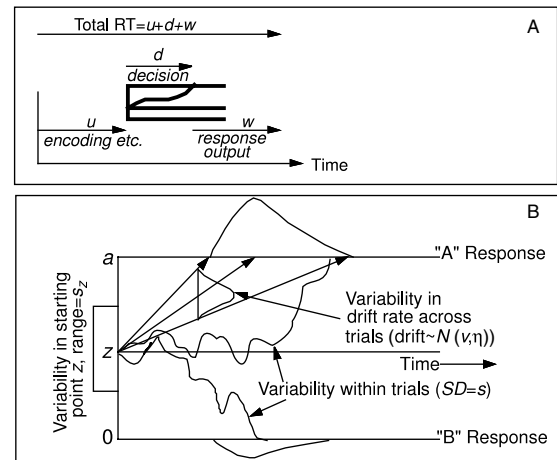 A
Total RT=u+d+w
d
decision
u
encoding etc.
w
response
output
Time
B
a
"A" Response
Variability in
drift rate across
trials (drift~N (ν,η))
Variability in starting
point z, range=sz
z
Time
Variability within trials (SD=s)
0
"B" Response